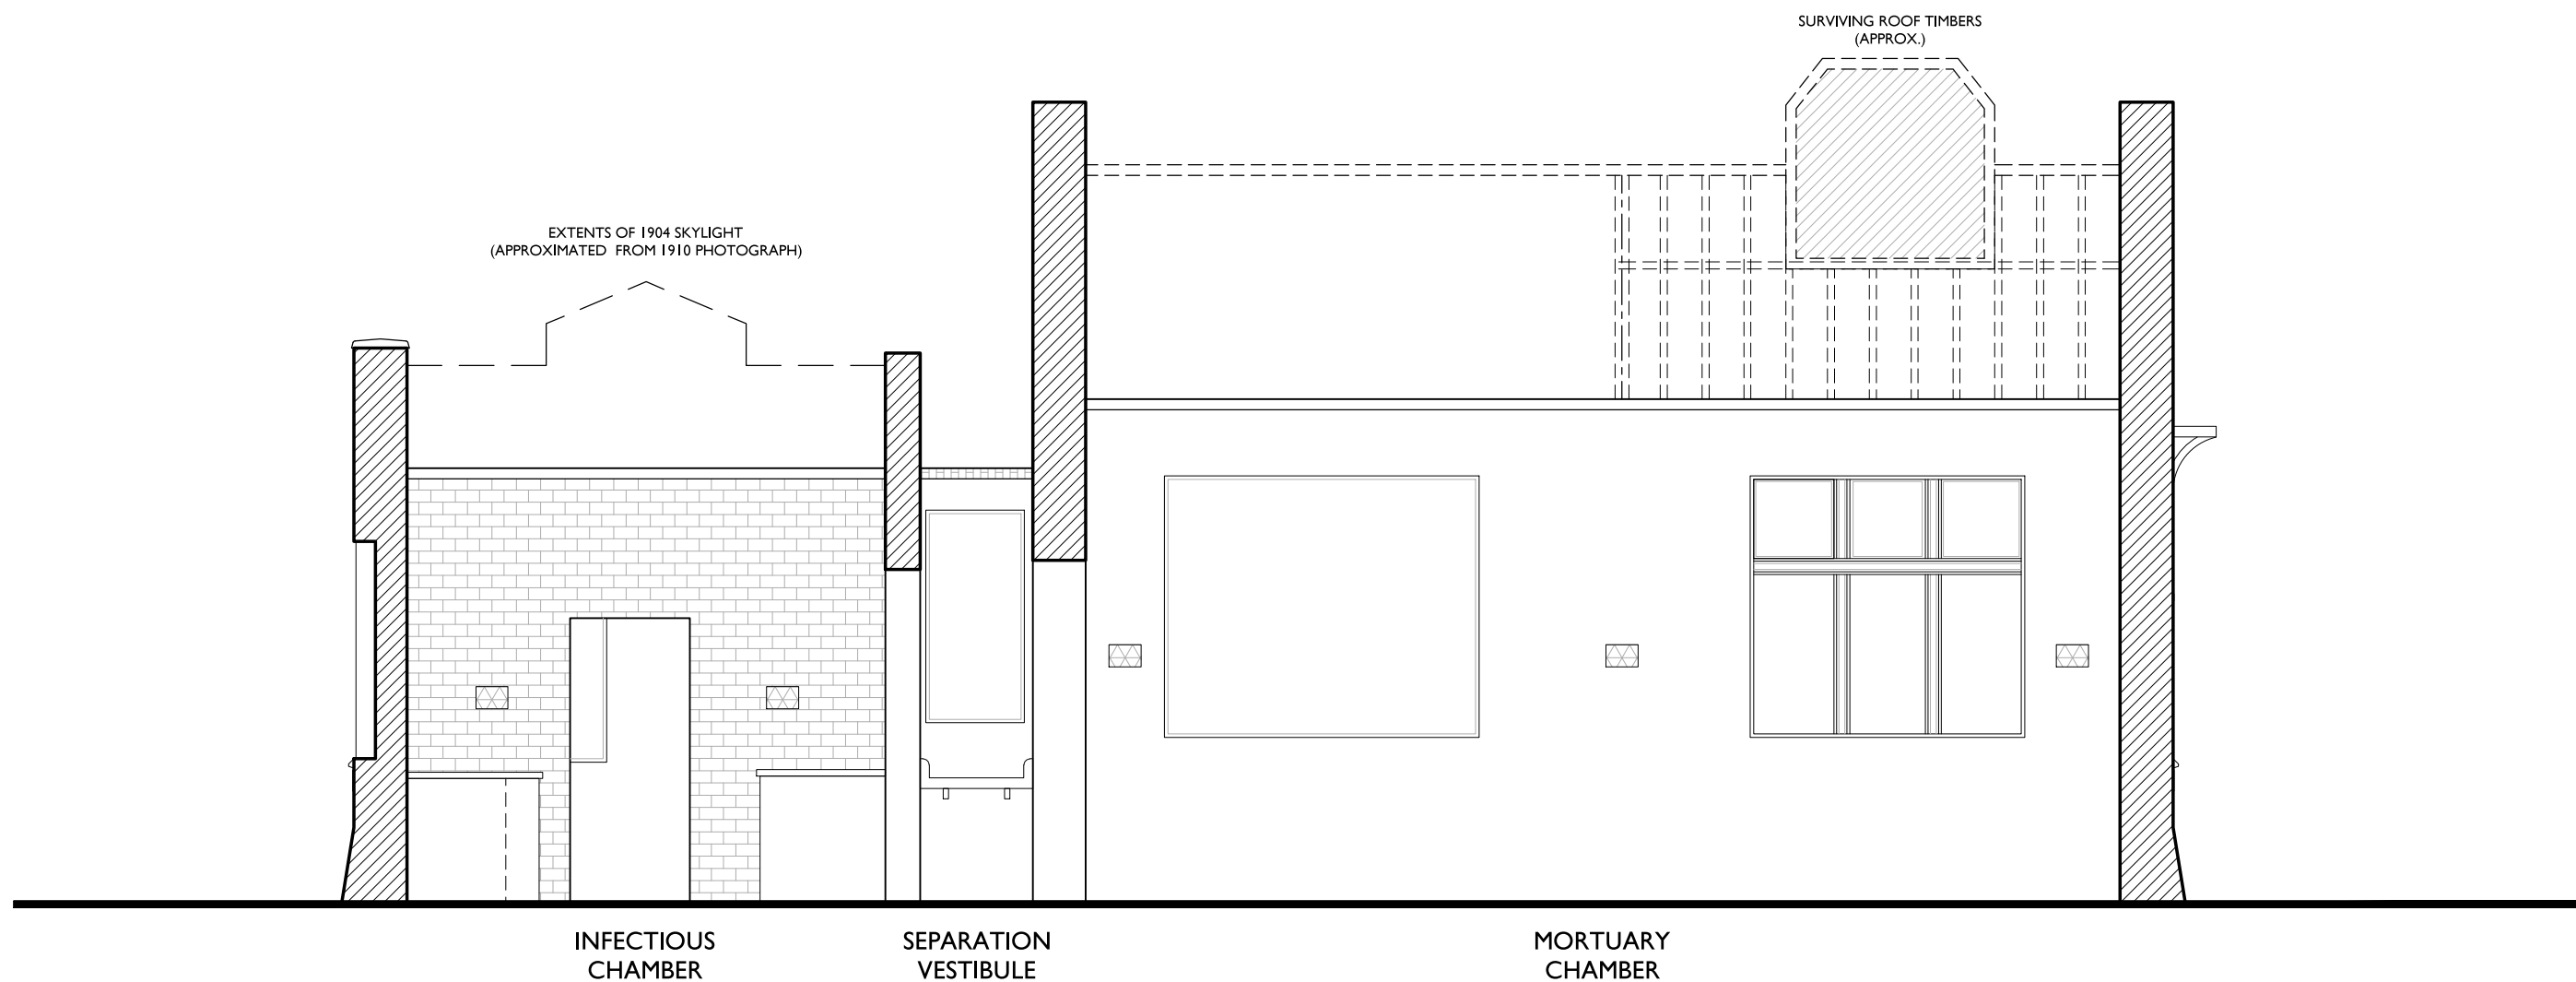 SURVIVING ROOF TIMBERS
(APPROX.)
EXTENTS OF 1904 SKYLIGHT
(APPROXIMATED FROM 1910 PHOTOGRAPH)
INFECTIOUS
CHAMBER
SEPARATION
VESTIBULE
MORTUARY
CHAMBER